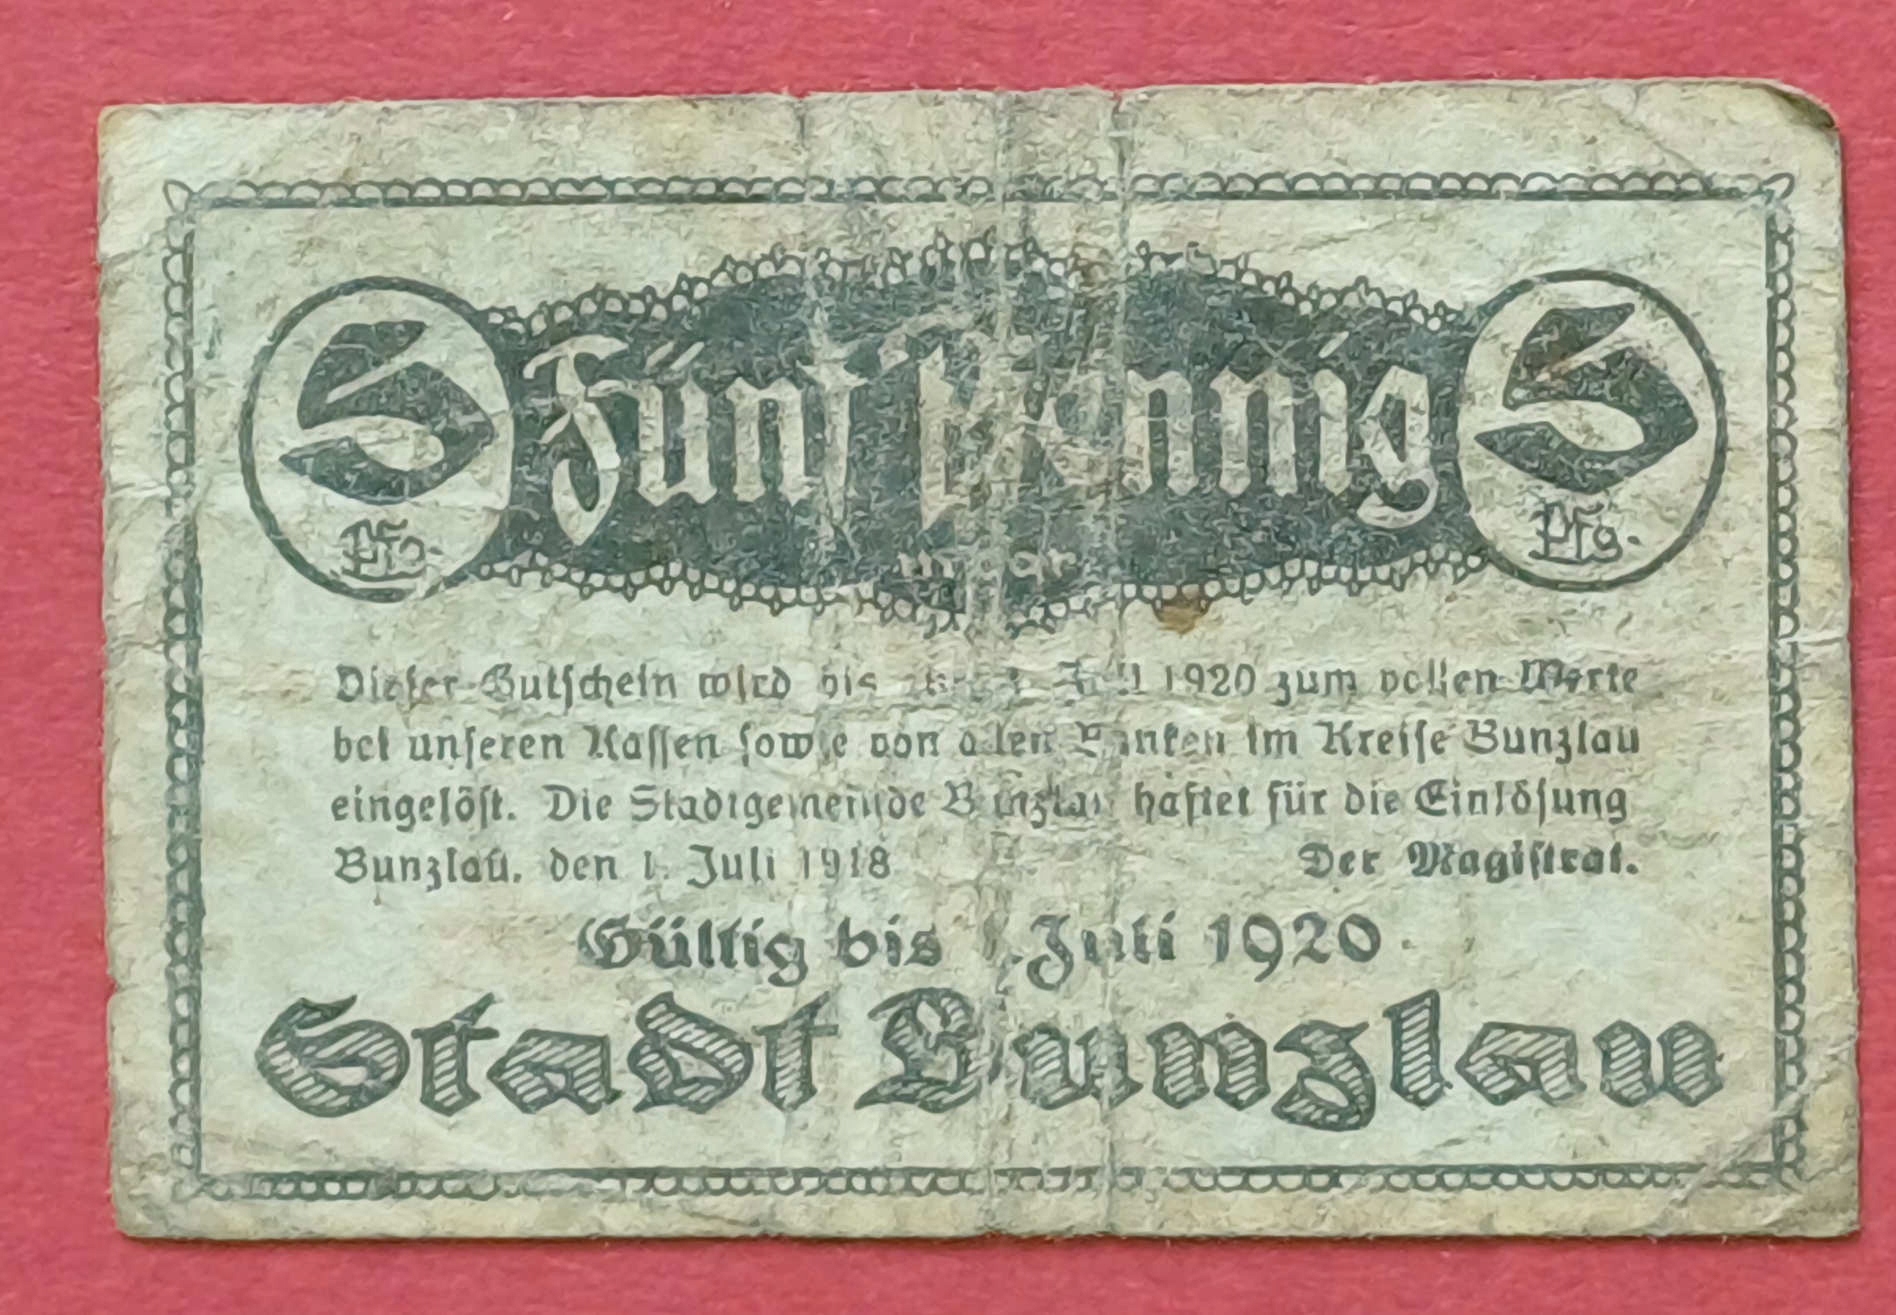 5 Fünf Pfennig 5
Pfg. Pfg.
Dieser Gutschein wird bis Juli 1920 zum vollen Werte
bei unseren Kassen sowie von allen Banken im Kreise Bunzlau
eingelöst. Die Stadtgemeinde Bunzlau haftet für die Einlösung
Bunzlau, den 1. Juli 1918 Der Magistrat.
Gültig bis 1. Juli 1920
Stadt Bunzlau